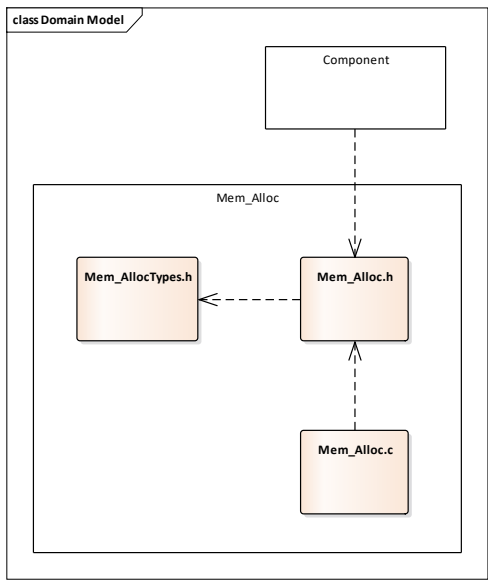 class Domain Model
Component
Mem_Alloc
Mem_AllocTypes.h
Mem_Alloc.h
Mem_Alloc.c